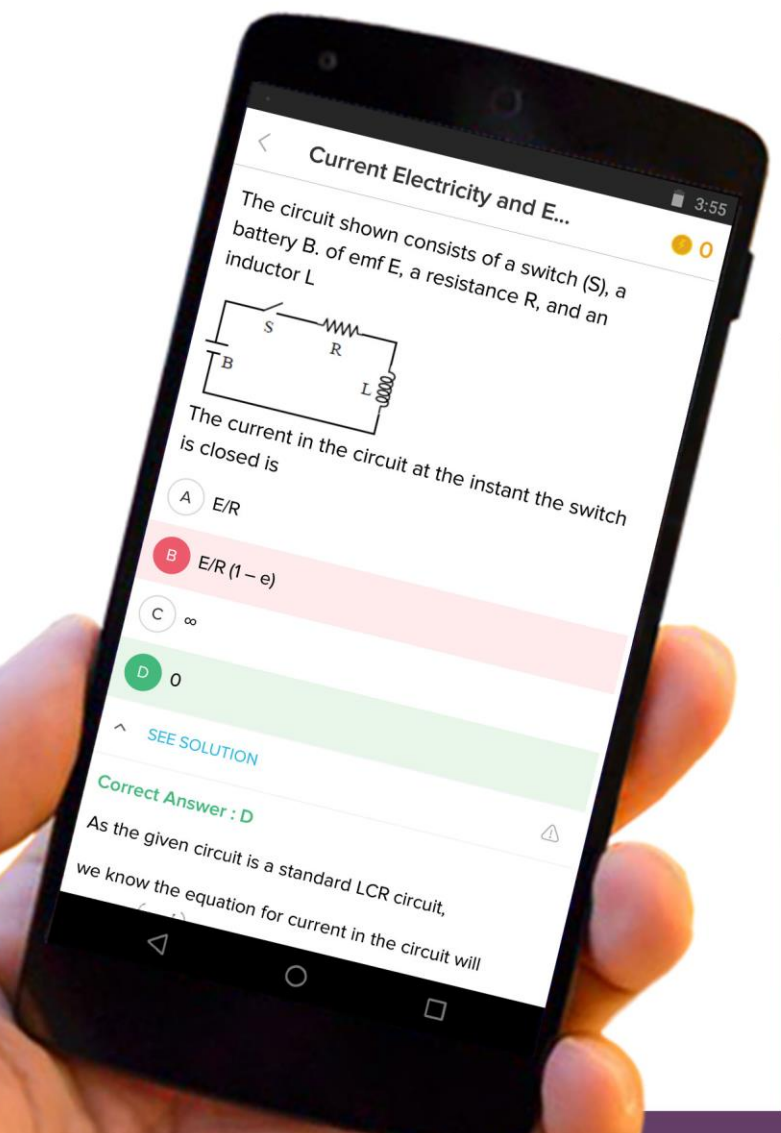 3:55
Current Electricity and E...
0
The circuit shown consists of a switch (S), a
battery B. of emf E, a resistance R, and an
inductor L
S
R
B
L
The current in the circuit at the instant the switch
is closed is
A E/R
B E/R (1 – e)
C ∞
D 0
SEE SOLUTION
Correct Answer : D
As the given circuit is a standard LCR circuit,
we know the equation for current in the circuit will